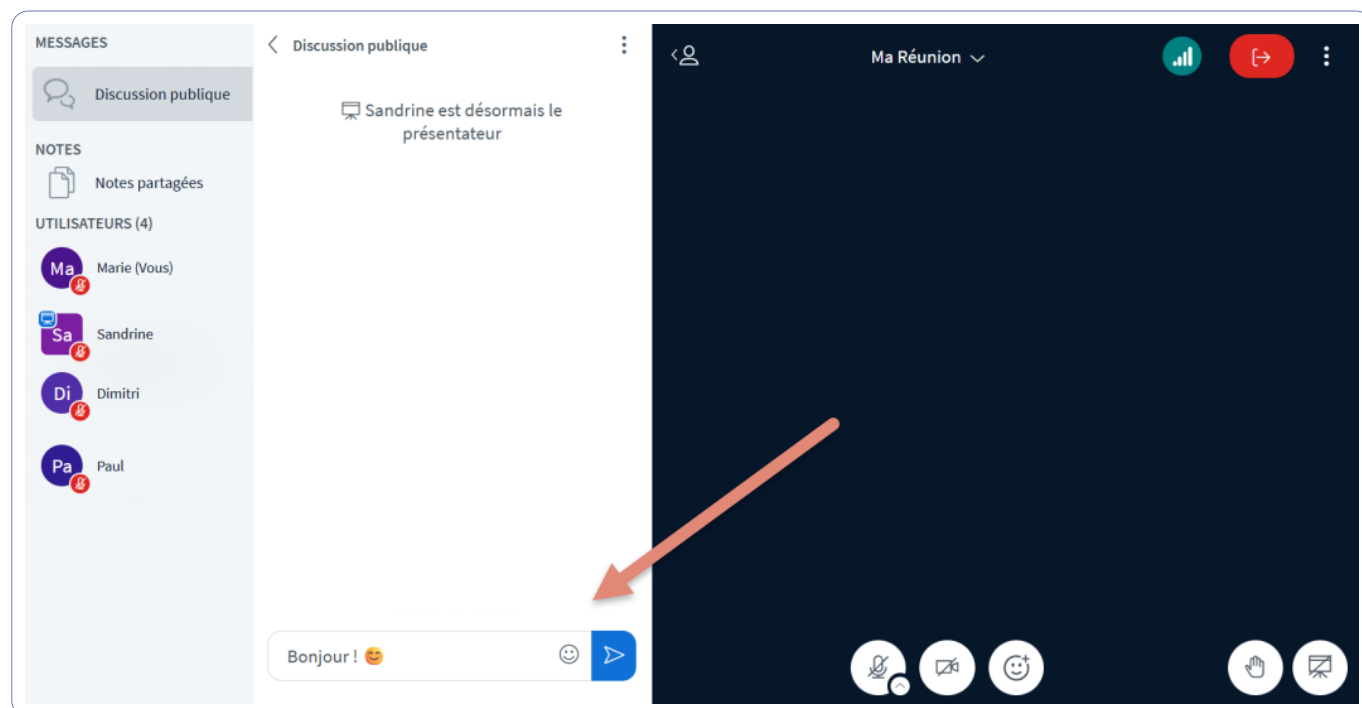 MESSAGES
Discussion publique
NOTES
Notes partagées
UTILISATEURS (4)
Ma
Marie (Vous)
Sa
Sandrine
Di
Dimitri
Pa
Paul
Discussion publique
Sandrine est désormais le
présentateur
Bonjour ! 😊
Ma Réunion